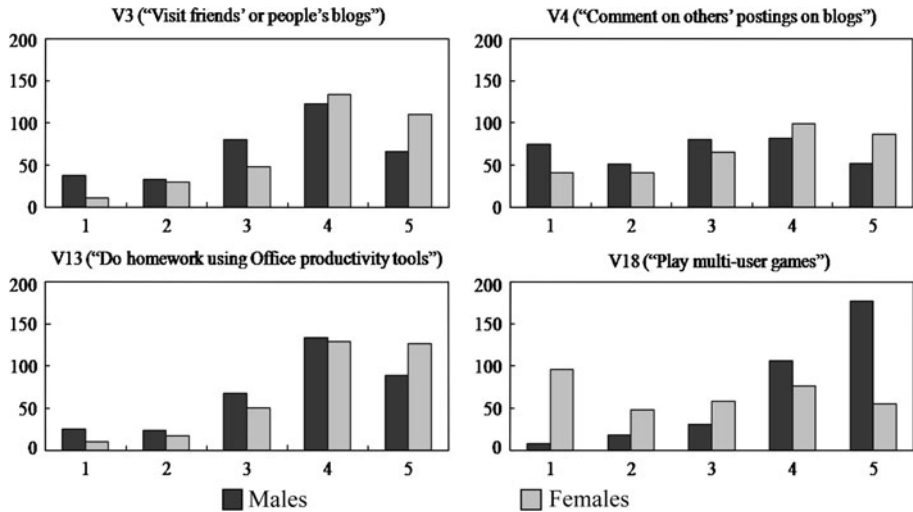 V3 (“Visit friends’ or people’s blogs”)
200
150
100
50
0
1 2 3 4 5
V4 (“Comment on others’ postings on blogs”)
200
150
100
50
0
1 2 3 4 5
V13 (“Do homework using Office productivity tools”)
200
150
100
50
0
1 2 3 4 5
V18 (“Play multi-user games”)
200
150
100
50
0
1 2 3 4 5
Males Females